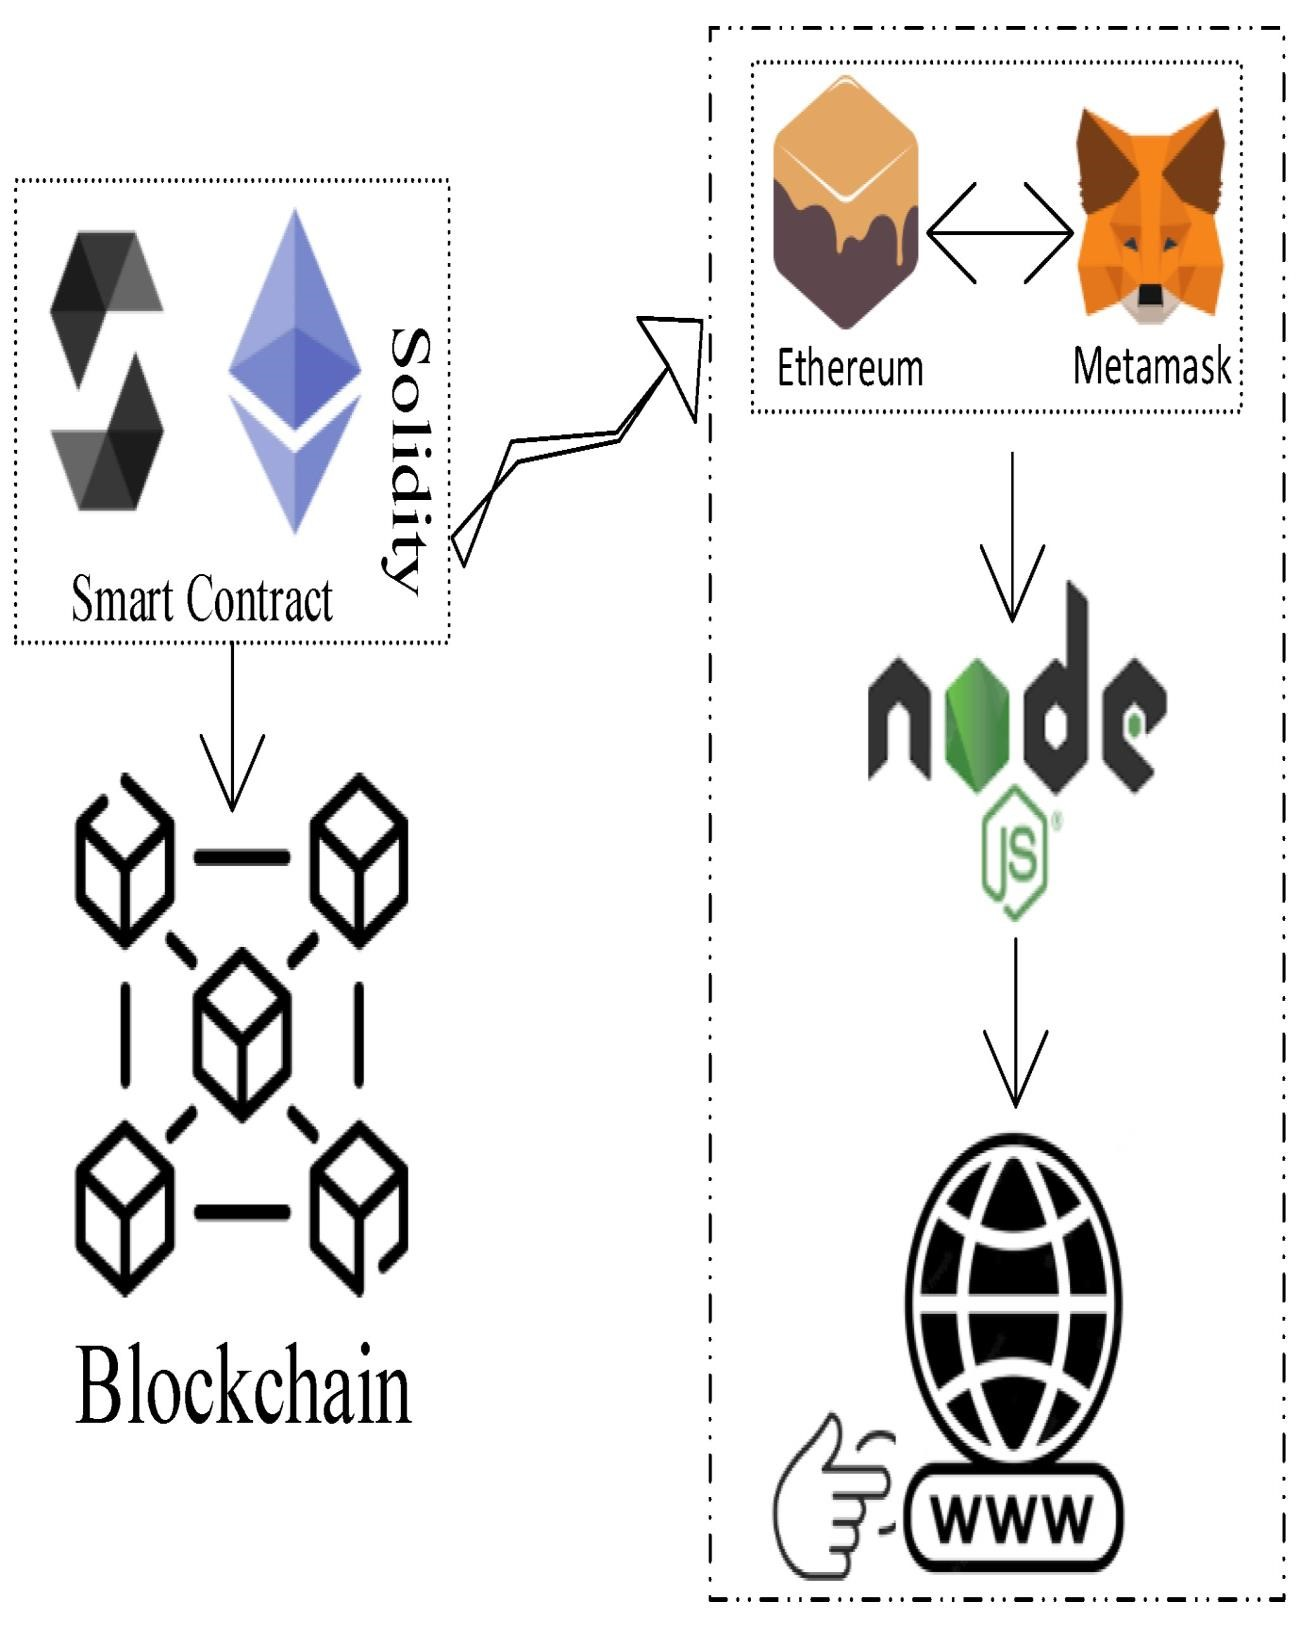 Solidity
Smart Contract
Blockchain
Ethereum
Metamask
node
JS®
WWW